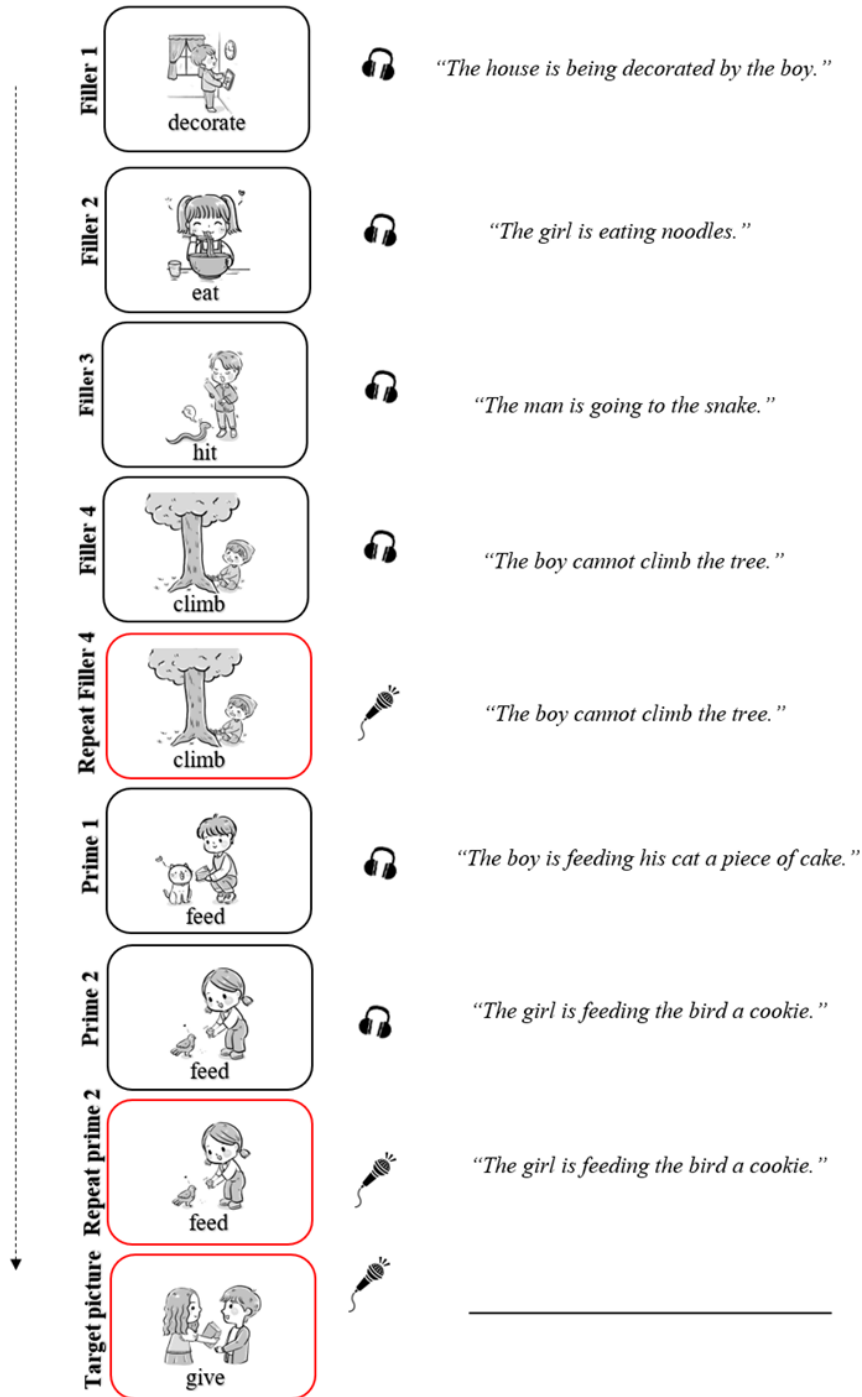 Filler 1
decorate
“The house is being decorated by the boy.”
Filler 2
eat
“The girl is eating noodles.”
Filler 3
hit
“The man is going to the snake.”
Filler 4
climb
“The boy cannot climb the tree.”
Repeat Filler 4
climb
“The boy cannot climb the tree.”
Prime 1
feed
“The boy is feeding his cat a piece of cake.”
Prime 2
feed
“The girl is feeding the bird a cookie.”
Repeat prime 2
feed
“The girl is feeding the bird a cookie.”
Target picture
give